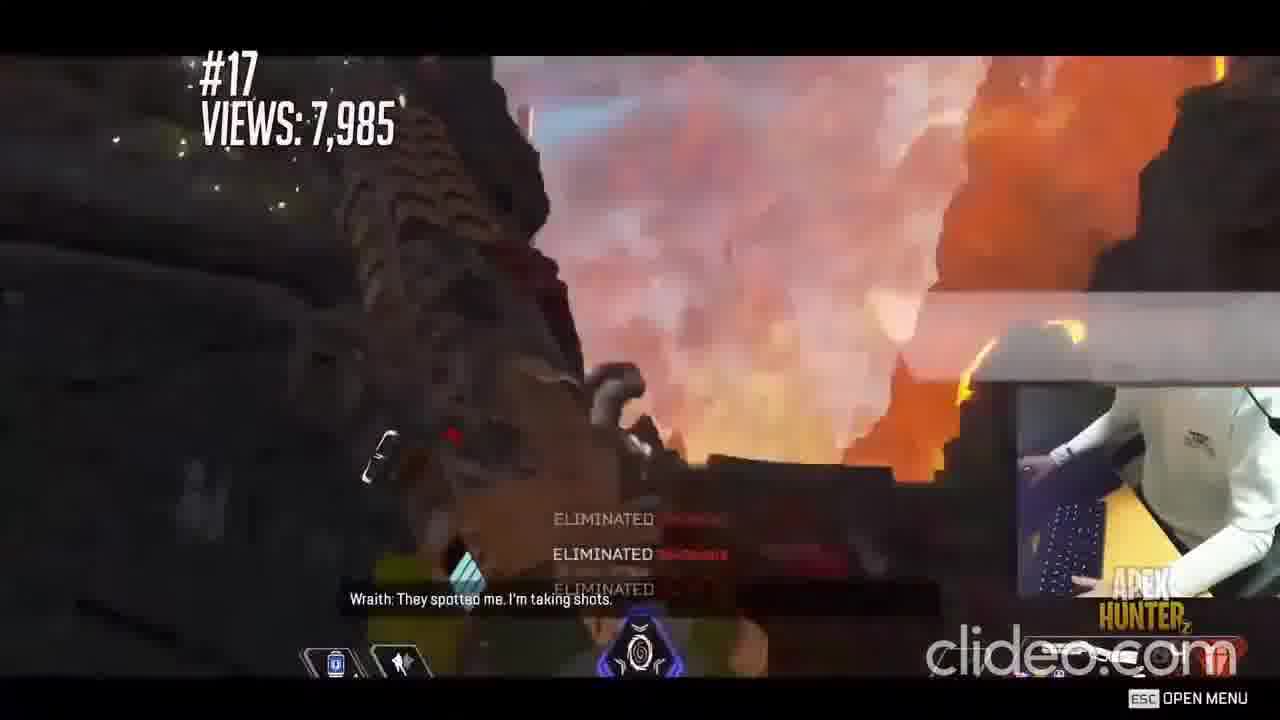 #17
VIEWS: 7,985
ELIMINATED
ELIMINATED
ELIMINATED
Wraith: They spotted me. I'm taking shots.
APEX
HUNTERZ
clideo.com
ESC OPEN MENU